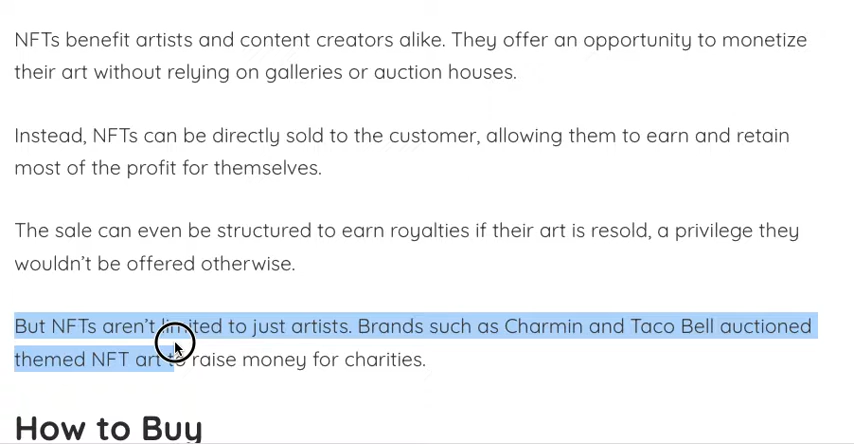 NFTs benefit artists and content creators alike. They offer an opportunity to monetize
their art without relying on galleries or auction houses.
Instead, NFTs can be directly sold to the customer, allowing them to earn and retain
most of the profit for themselves.
The sale can even be structured to earn royalties if their art is resold, a privilege they
wouldn't be offered otherwise.
But NFTs aren't limited to just artists. Brands such as Charmin and Taco Bell auctioned
themed NFT art to raise money for charities.
How to Buy